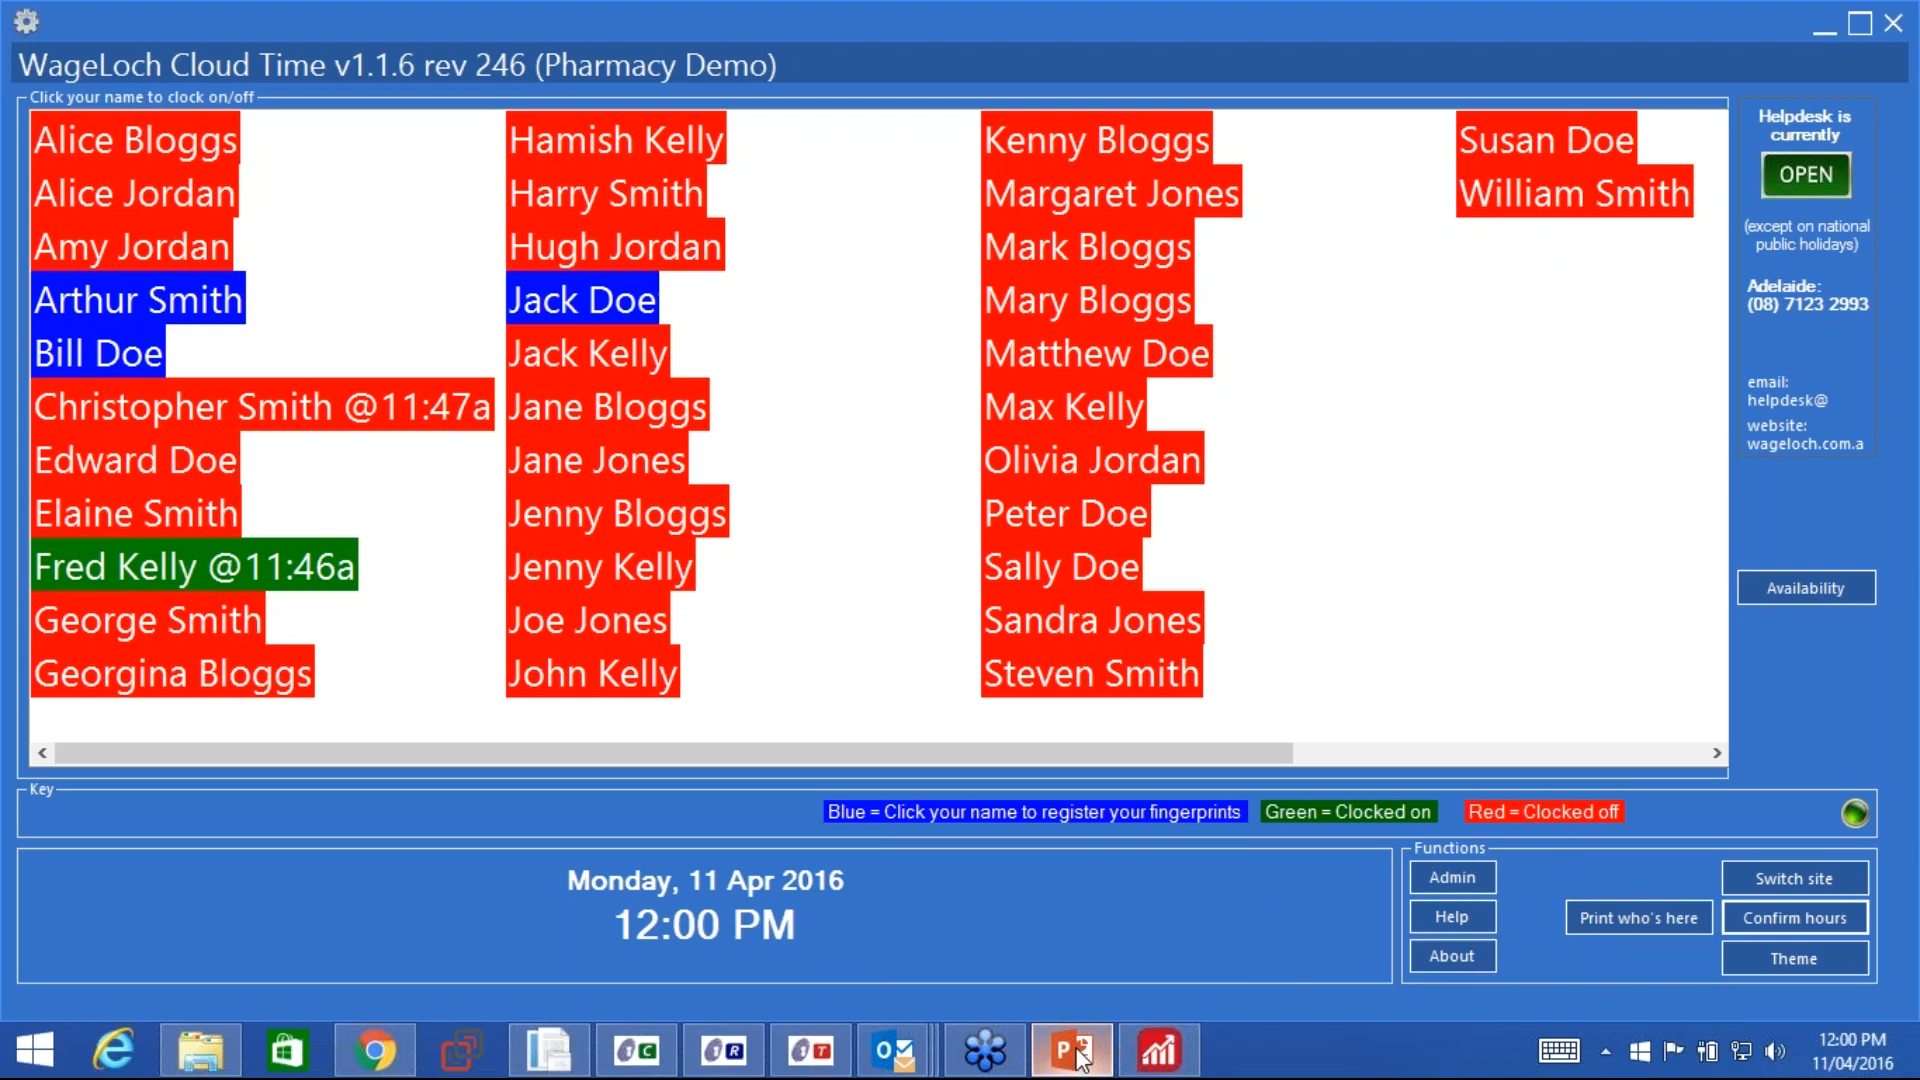 WageLoch Cloud Time v1.1.6 rev 246 (Pharmacy Demo)
Click your name to clock on/off
Alice Bloggs
Alice Jordan
Amy Jordan
Arthur Smith
Bill Doe
Christopher Smith @11:47a
Edward Doe
Elaine Smith
Fred Kelly @11:46a
George Smith
Georgina Bloggs
Hamish Kelly
Harry Smith
Hugh Jordan
Jack Doe
Jack Kelly
Jane Bloggs
Jane Jones
Jenny Bloggs
Jenny Kelly
Joe Jones
John Kelly
Kenny Bloggs
Margaret Jones
Mark Bloggs
Mary Bloggs
Matthew Doe
Max Kelly
Olivia Jordan
Peter Doe
Sally Doe
Sandra Jones
Steven Smith
Susan Doe
William Smith
Helpdesk is
currently
OPEN
(except on national
public holidays)
Adelaide:
(08) 7123 2993
email:
helpdesk@
website:
wageloch.com.a
Availability
Key
Blue = Click your name to register your fingerprints
Green = Clocked on
Red = Clocked off
Monday, 11 Apr 2016
12:00 PM
Functions
Admin
Help
About
Print who's here
Switch site
Confirm hours
Theme
C
R
T
12:00 PM
11/04/2016